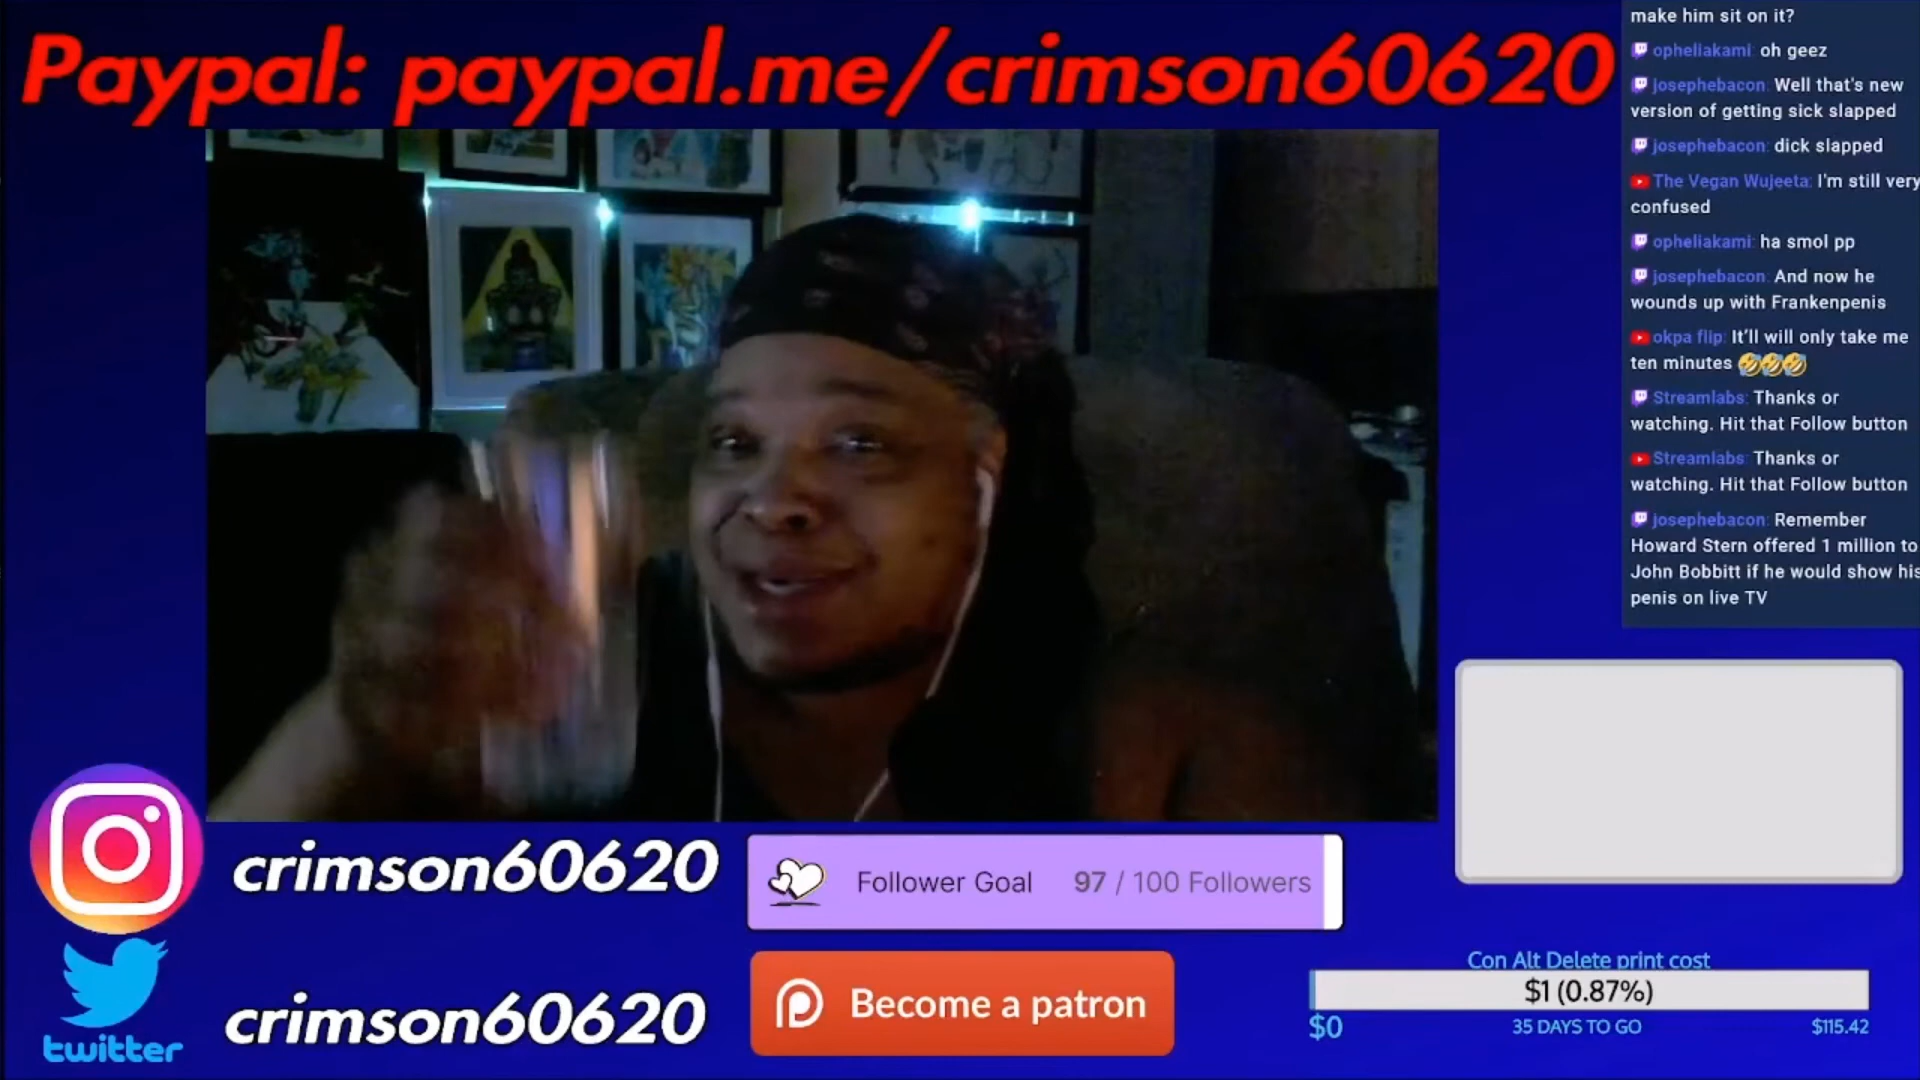 Paypal: paypal.me/crimson60620
make him sit on it?
opheliakami: oh geez
josephebacon: Well that's new
version of getting sick slapped
josephebacon: dick slapped
The Vegan Wujeeta: I'm still very
confused
opheliakami: ha smol pp
josephebacon: And now he
wounds up with Frankenpenis
okpa flip: It'll will only take me
ten minutes 🤣🤣🤣
Streamlabs: Thanks or
watching. Hit that Follow button
Streamlabs: Thanks or
watching. Hit that Follow button
josephebacon: Remember
Howard Stern offered 1 million to
John Bobbitt if he would show his
penis on live TV
crimson60620
Follower Goal 97 / 100 Followers
twitter
crimson60620
Become a patron
Con Alt Delete print cost
$1 (0.87%)
$0 35 DAYS TO GO $115.42